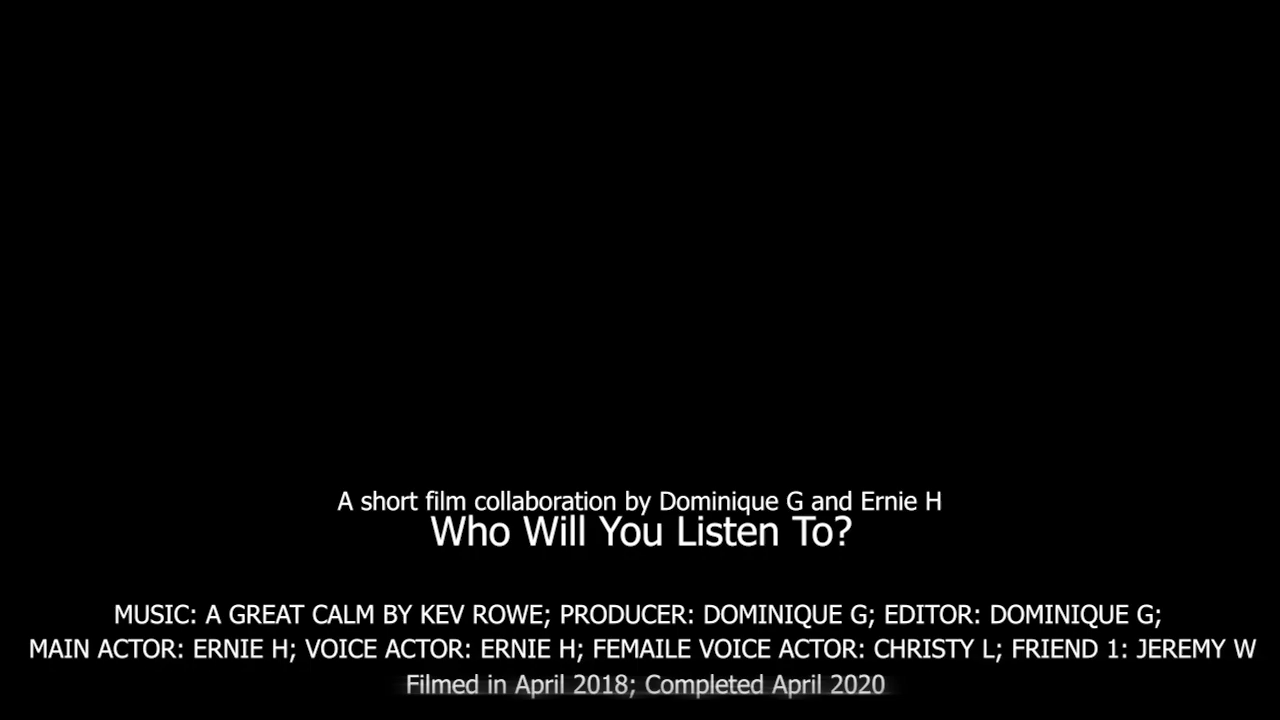 A short film collaboration by Dominique G and Ernie H
Who Will You Listen To?
MUSIC: A GREAT CALM BY KEV ROWE; PRODUCER: DOMINIQUE G; EDITOR: DOMINIQUE G;
MAIN ACTOR: ERNIE H; VOICE ACTOR: ERNIE H; FEMAILE VOICE ACTOR: CHRISTY L; FRIEND 1: JEREMY W
Filmed in April 2018; Completed April 2020